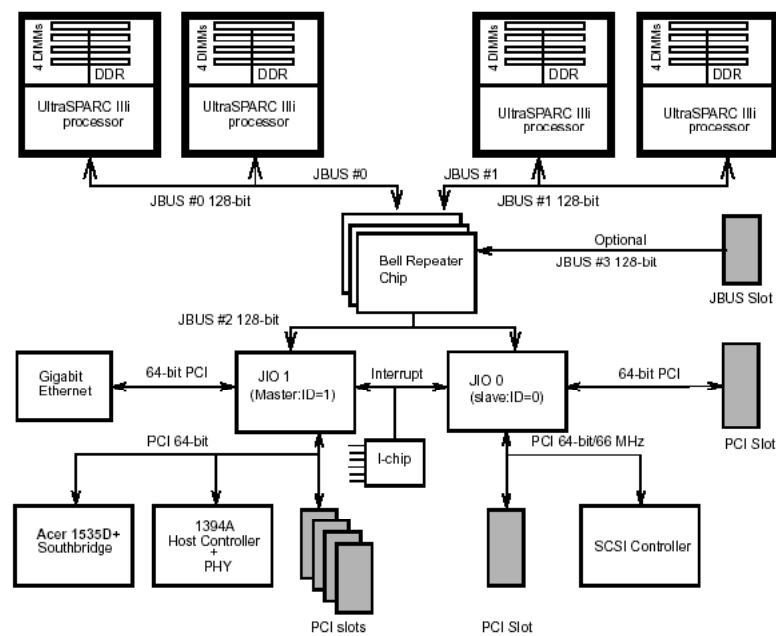 4 DIMMs
DDR
UltraSPARC IIIi
processor
4 DIMMs
DDR
UltraSPARC IIIi
processor
4 DIMMs
DDR
UltraSPARC IIIi
processor
4 DIMMs
DDR
UltraSPARC IIIi
processor
JBUS #0
JBUS #1
JBUS #0 128-bit
JBUS #1 128-bit
Bell Repeater
Chip
Optional
JBUS #3 128-bit
JBUS Slot
JBUS #2 128-bit
Gigabit
Ethernet
64-bit PCI
JIO 1
(Master:ID=1)
Interrupt
JIO 0
(slave:ID=0)
64-bit PCI
PCI Slot
PCI 64-bit
I-chip
PCI 64-bit/66 MHz
Acer 1535D+
Southbridge
1394A
Host Controller
+
PHY
PCI slots
PCI Slot
SCSI Controller